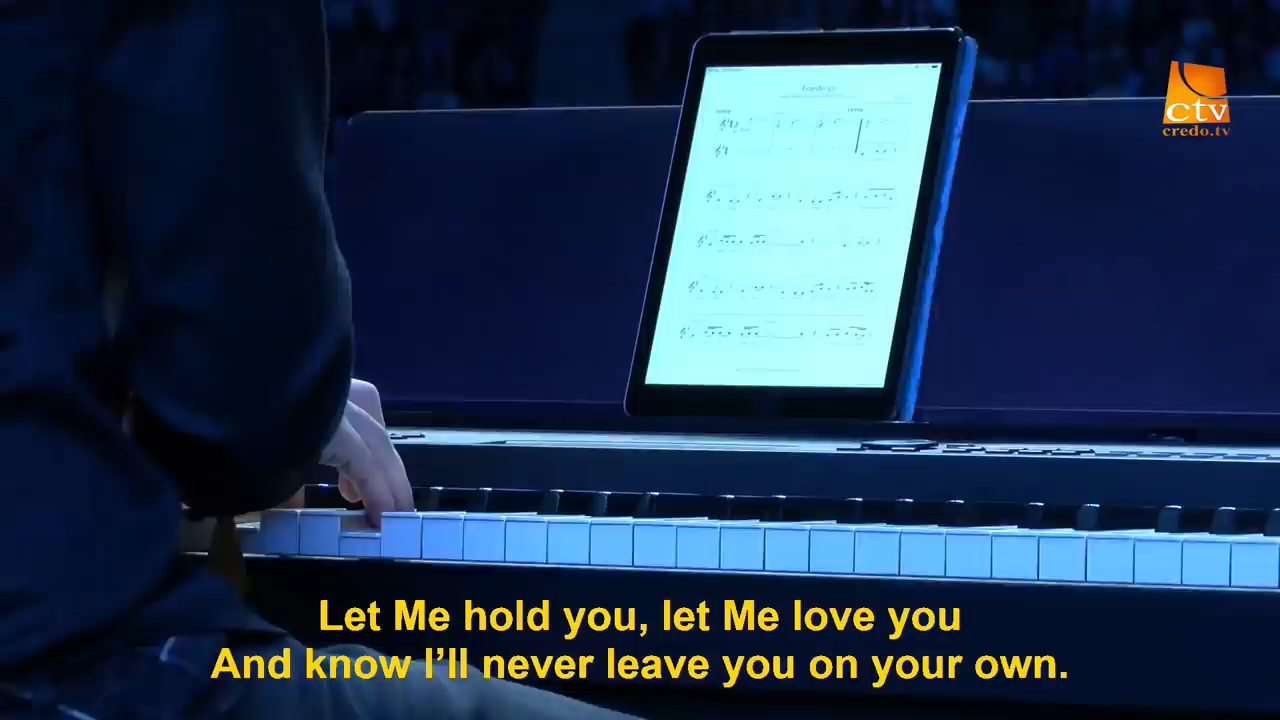 ctv
credo.tv
Let Me hold you, let Me love you
And know I’ll never leave you on your own.